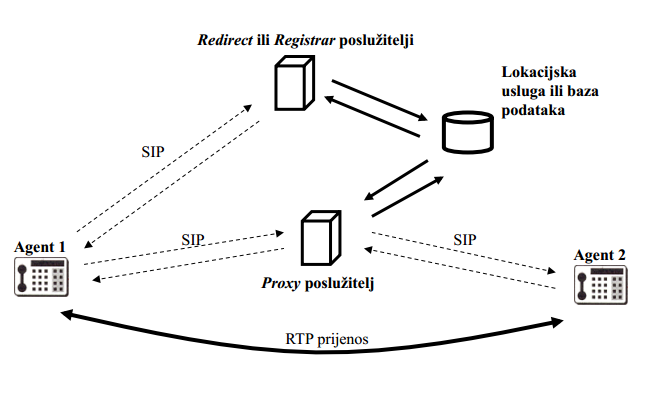 Redirect ili Registrar poslužitelji
Lokacijska
usluga ili baza
podataka
SIP
Agent 1
SIP
SIP
Agent 2
Proxy poslužitelj
RTP prijenos